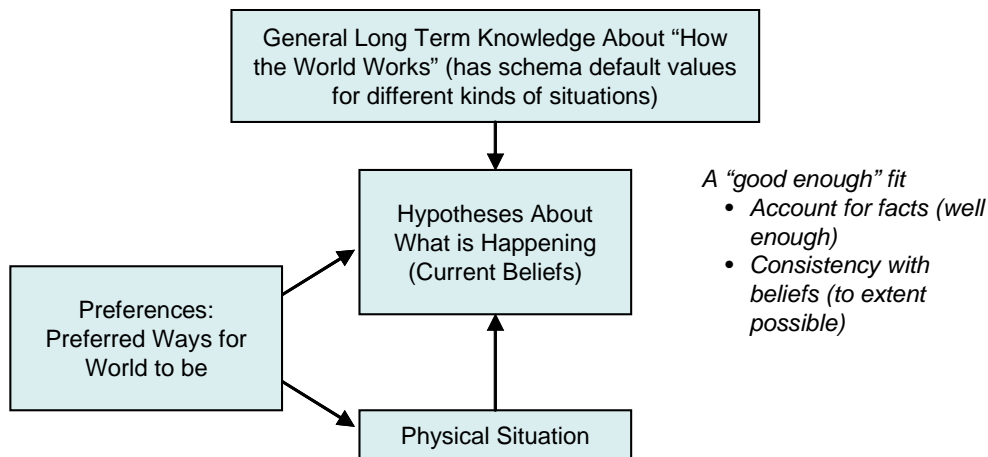 General Long Term Knowledge About “How
the World Works” (has schema default values
for different kinds of situations)
Hypotheses About
What is Happening
(Current Beliefs)
A “good enough” fit
• Account for facts (well
enough)
• Consistency with
beliefs (to extent
possible)
Preferences:
Preferred Ways for
World to be
Physical Situation